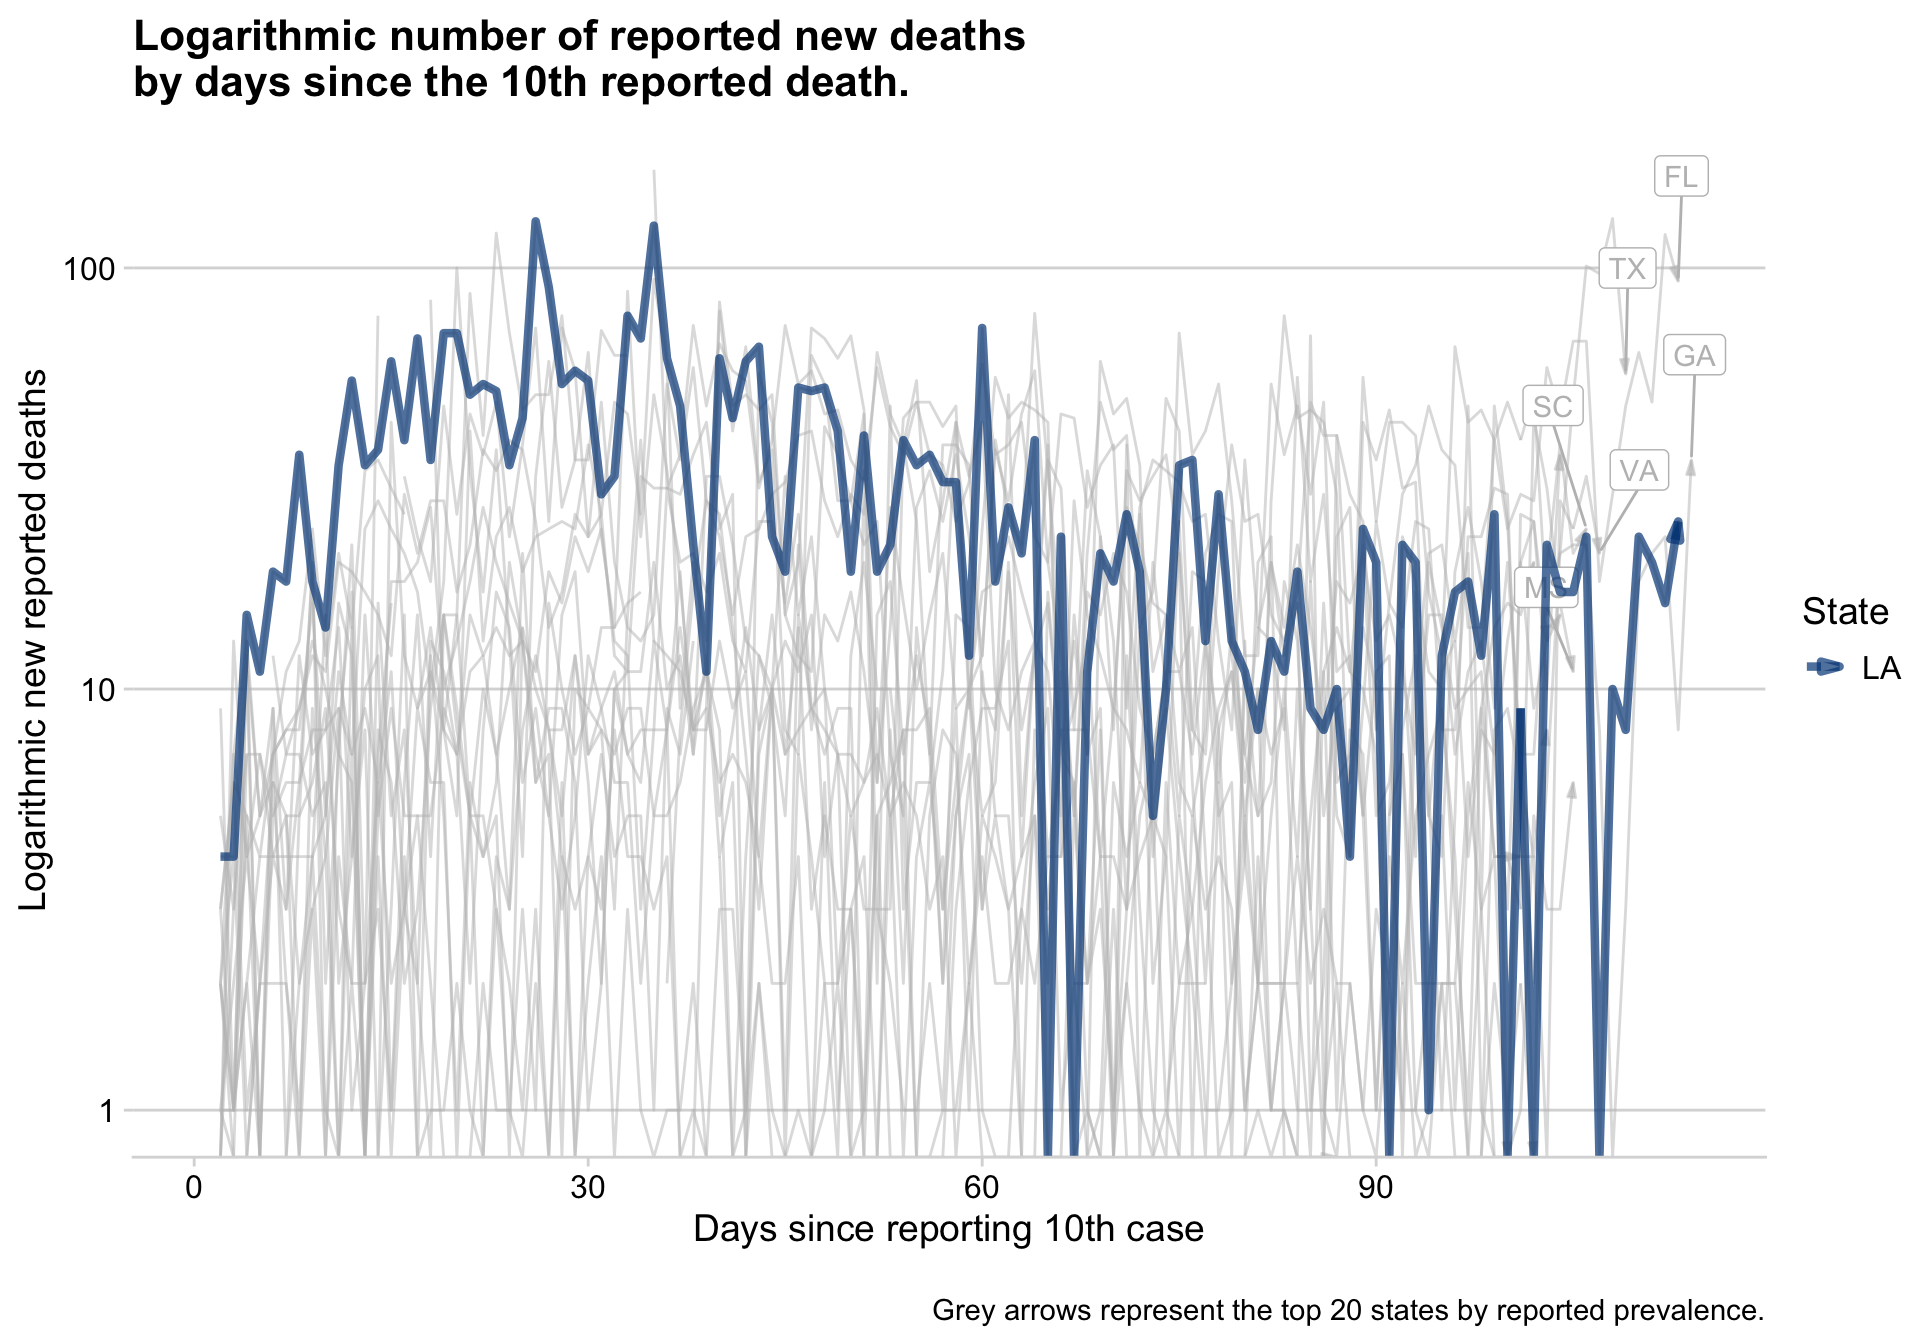 Logarithmic number of reported new deaths
by days since the 10th reported death.
FL
TX
100
GA
SC
VA
MS
Logarithmic new reported deaths
State
LA
10
1
0 30 60 90
Days since reporting 10th case
Grey arrows represent the top 20 states by reported prevalence.